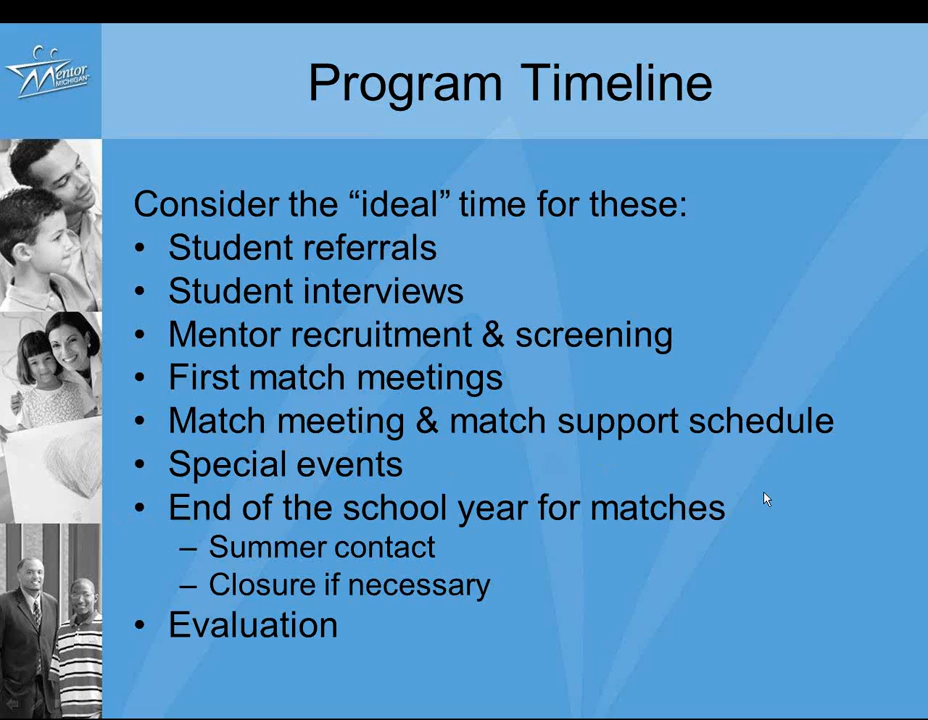 Mentor
MICHIGAN
Program Timeline
Consider the “ideal” time for these:
• Student referrals
• Student interviews
• Mentor recruitment & screening
• First match meetings
• Match meeting & match support schedule
• Special events
• End of the school year for matches
– Summer contact
– Closure if necessary
• Evaluation